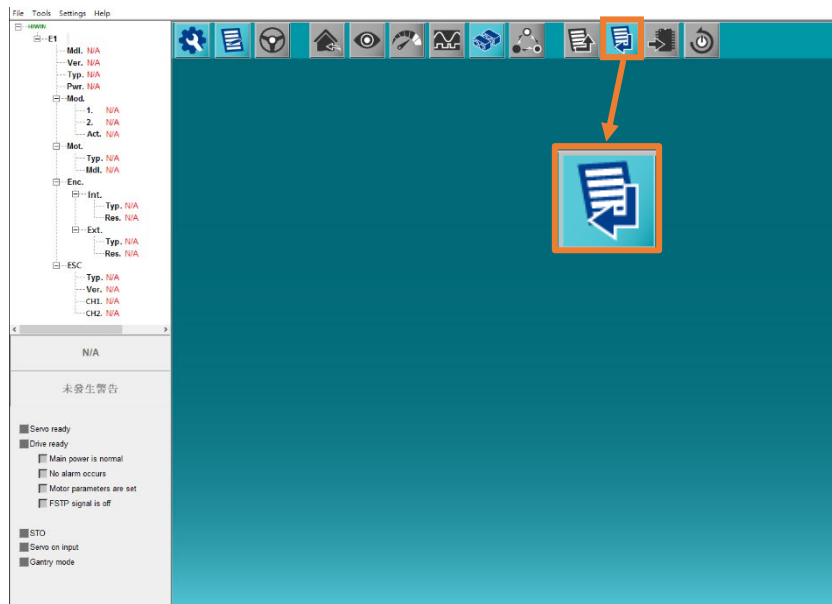 File Tools Settings Help
HIWIN
E1
Mdl. N/A
Ver. N/A
Typ. N/A
Pwr. N/A
Mod.
1. N/A
2. N/A
Act. N/A
Mot.
Typ. N/A
Mdl. N/A
Enc.
Int.
Typ. N/A
Res. N/A
Ext.
Typ. N/A
Res. N/A
ESC
Typ. N/A
Ver. N/A
CH1. N/A
CH2. N/A
N/A
未發生警告
Servo ready
Drive ready
Main power is normal
No alarm occurs
Motor parameters are set
FSTP signal is off
STO
Servo on input
Gantry mode